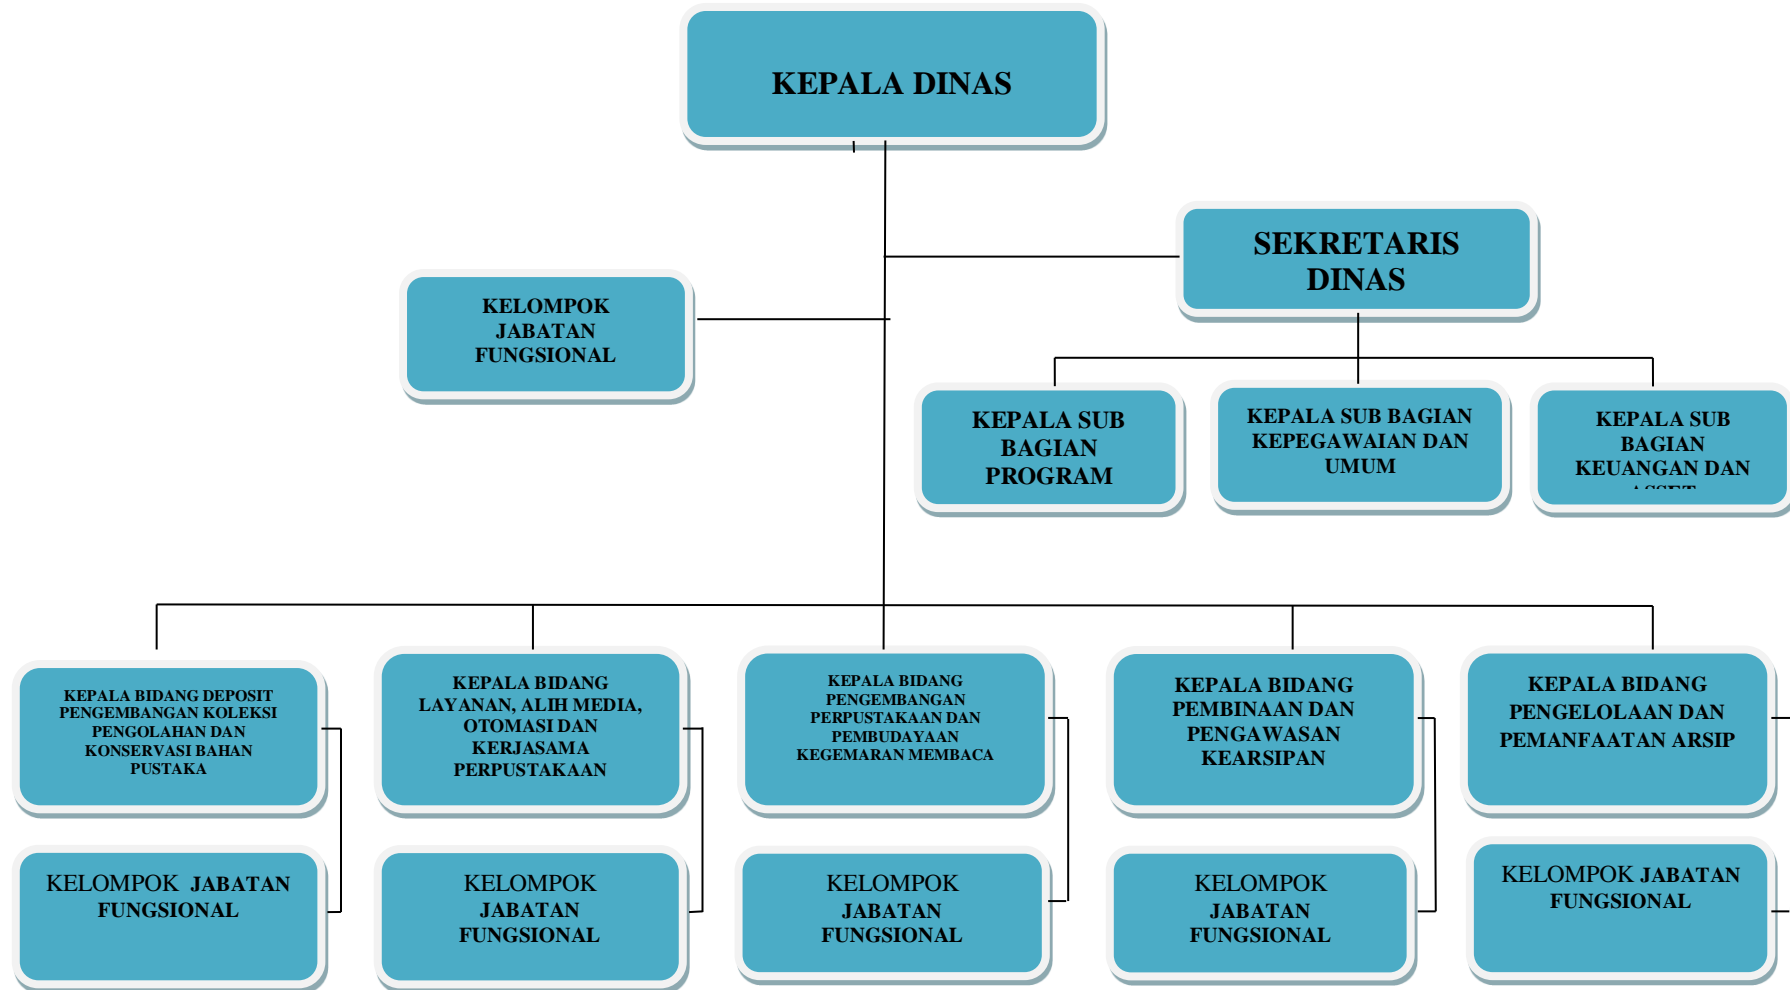 KEPALA DINAS
SEKRETARIS
DINAS
KELOMPOK
JABATAN
FUNGSIONAL
KEPALA SUB
BAGIAN
PROGRAM
KEPALA SUB BAGIAN
KEPEGAWAIAN DAN
UMUM
KEPALA SUB
BAGIAN
KEUANGAN DAN
KEPALA BIDANG DEPOSIT
PENGEMBANGAN KOLEKSI
PENGOLAHAN DAN
KONSERVASI BAHAN
PUSTAKA
KEPALA BIDANG
LAYANAN, ALIH MEDIA,
OTOMASI DAN
KERJASAMA
PERPUSTAKAAN
KEPALA BIDANG
PENGEMBANGAN
PERPUSTAKAAN DAN
PEMBUDAYAAN
KEGEMARAN MEMBACA
KEPALA BIDANG
PEMBINAAN DAN
PENGAWASAN
KEARSIPAN
KEPALA BIDANG
PENGELOLAAN DAN
PEMANFAATAN ARSIP
KELOMPOK JABATAN
FUNGSIONAL
KELOMPOK
JABATAN
FUNGSIONAL
KELOMPOK
JABATAN
FUNGSIONAL
KELOMPOK
JABATAN
FUNGSIONAL
KELOMPOK JABATAN
FUNGSIONAL